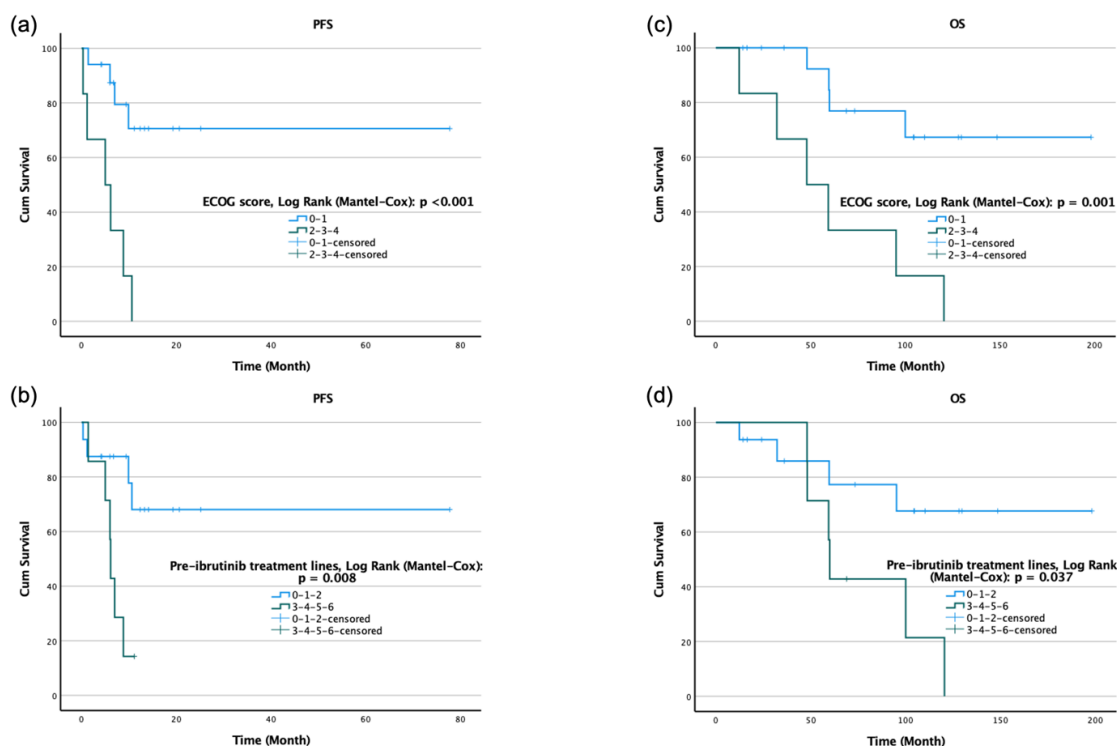 (a)
PFS
100
80
60
40
20
0
Cum Survival
ECOG score, Log Rank (Mantel-Cox): p <0.001
0-1
2-3-4
0-1-censored
2-3-4-censored
0 20 40 60 80
Time (Month)
(c)
OS
100
80
60
40
20
0
Cum Survival
ECOG score, Log Rank (Mantel-Cox): p = 0.001
0-1
2-3-4
0-1-censored
2-3-4-censored
0 50 100 150 200
Time (Month)
(b)
PFS
100
80
60
40
20
0
Cum Survival
Pre-ibrutinib treatment lines, Log Rank (Mantel-Cox):
p = 0.008
0-1-2
3-4-5-6
0-1-2-censored
3-4-5-6-censored
0 20 40 60 80
Time (Month)
(d)
OS
100
80
60
40
20
0
Cum Survival
Pre-ibrutinib treatment lines, Log Rank
(Mantel-Cox): p = 0.037
0-1-2
3-4-5-6
0-1-2-censored
3-4-5-6-censored
0 50 100 150 200
Time (Month)